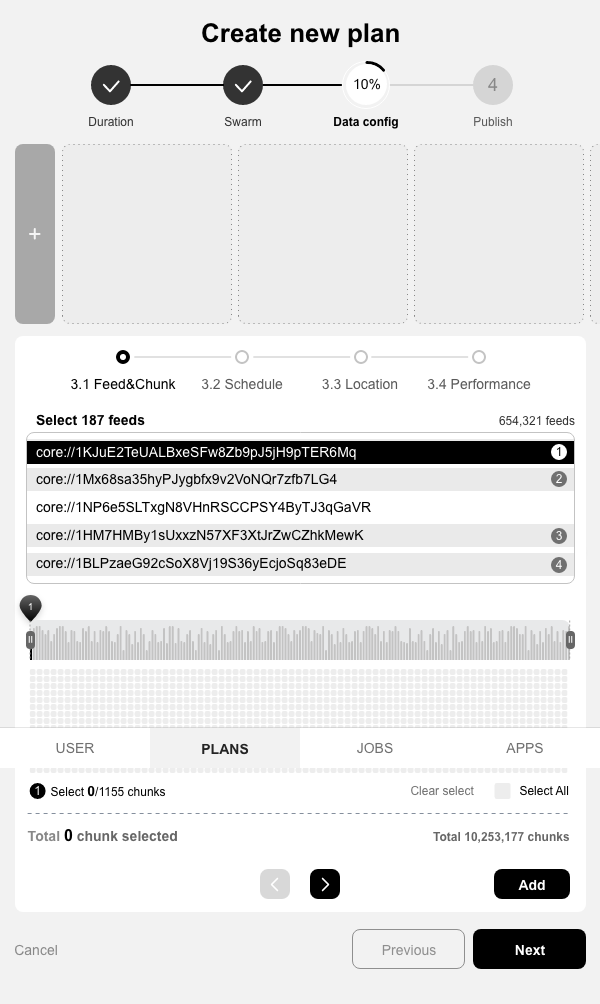 Create new plan
10%
4
Duration
Swarm
Data config
Publish
+
3.1 Feed&Chunk
3.2 Schedule
3.3 Location
3.4 Performance
Select 187 feeds
654,321 feeds
core://1KJuE2TeUALBxeSFw8Zb9pJ5jH9pTER6Mq
1
core://1Mx68sa35hyPJygbfx9v2VoNQr7zfb7LG4
2
core://1NP6e5SLTxgN8VHnRSCCPSY4ByTJ3qGaVR
core://1HM7HMBy1sUxxzN57XF3XtJrZwCZhkMewK
3
core://1BLPzaeG92cSoX8Vj19S36yEcjoSq83eDE
4
1
USER
PLANS
JOBS
APPS
1 Select 0/1155 chunks
Clear select
Select All
Total 0 chunk selected
Total 10,253,177 chunks
Add
Cancel
Previous
Next